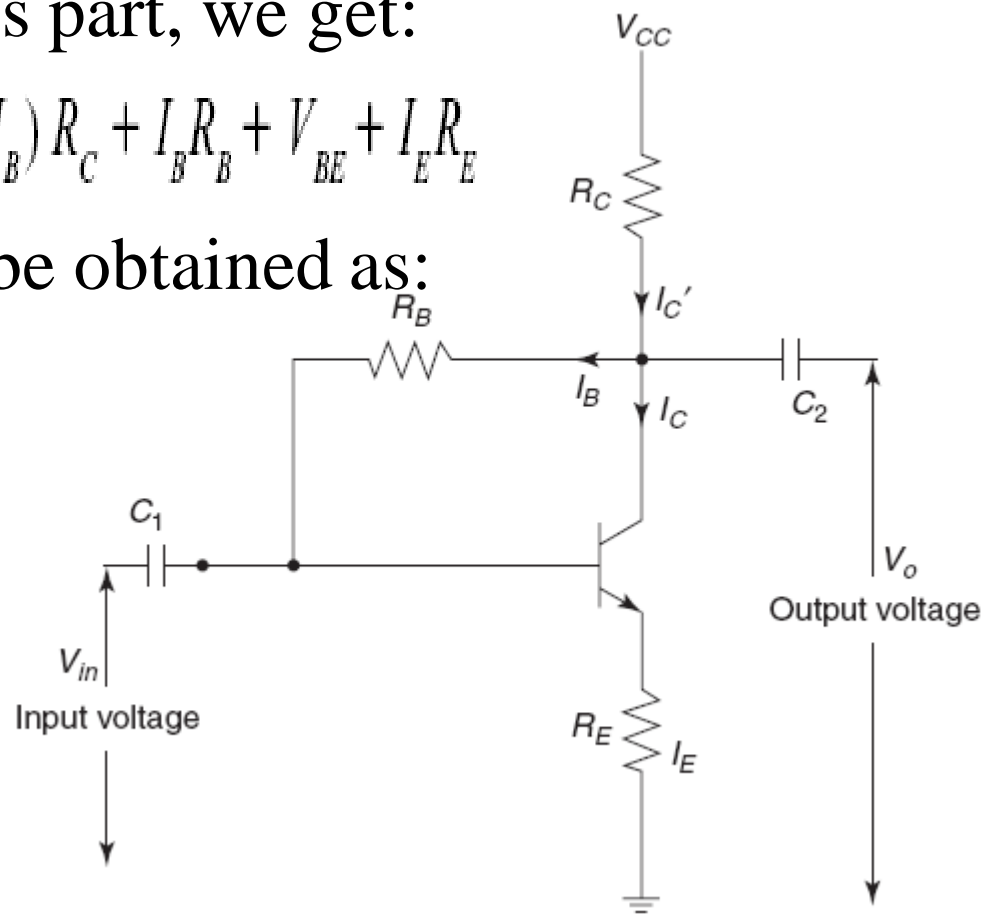 s part, we get:
B) R_C + I_B R_B + V_BE + I_E R_E
be obtained as:
V_CC
R_C
I_C′
R_B
I_B
I_C
C_2
C_1
V_o
Output voltage
V_in
Input voltage
R_E
I_E